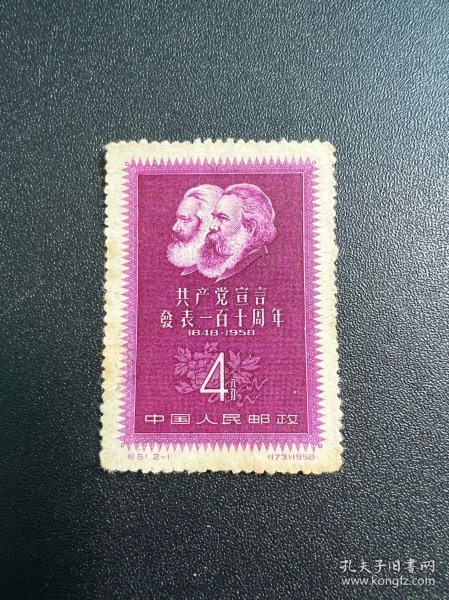 共产党宣言
發表一百十周年
1848-1958
4分
中国人民邮政
纪51.2-1
(173)1958
孔夫子旧书网
www.kongfz.com